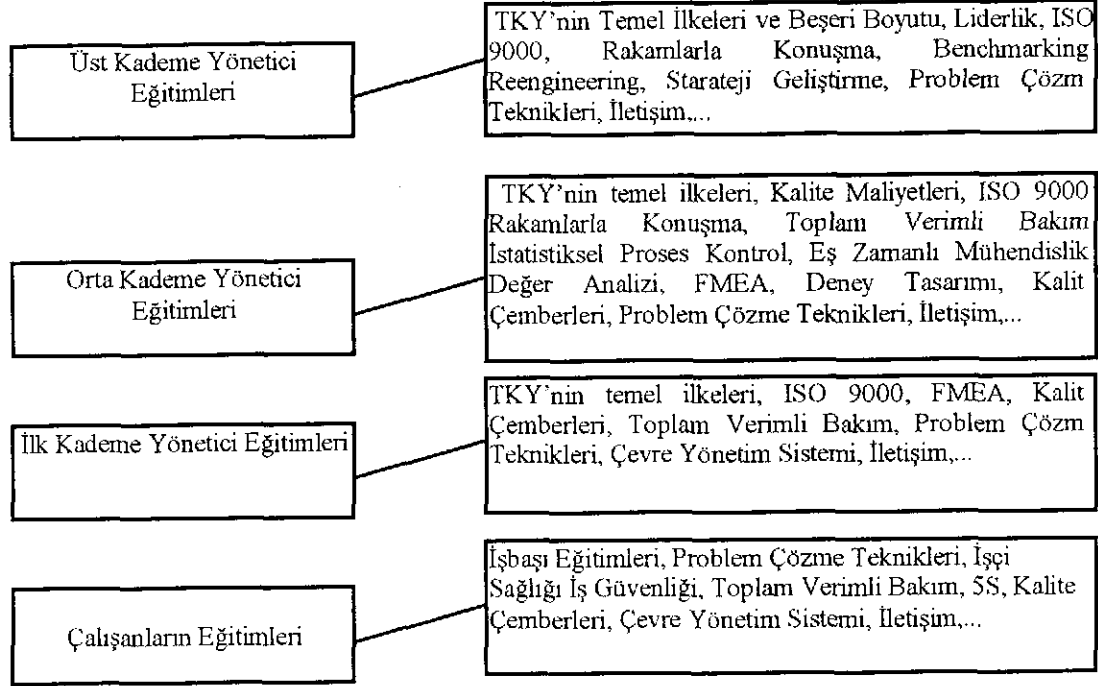 Üst Kademe Yönetici
Eğitimleri
TKY'nin Temel İlkeleri ve Beşeri Boyutu, Liderlik, ISO
9000, Rakamlarla Konuşma, Benchmarking
Reengineering, Starateji Geliştirme, Problem Çözm
Teknikleri, İletişim,...
Orta Kademe Yönetici
Eğitimleri
TKY'nin temel ilkeleri, Kalite Maliyetleri, ISO 9000
Rakamlarla Konuşma, Toplam Verimli Bakım
İstatistiksel Proses Kontrol, Eş Zamanlı Mühendislik
Değer Analizi, FMEA, Deney Tasarımı, Kalit
Çemberleri, Problem Çözme Teknikleri, İletişim,...
İlk Kademe Yönetici Eğitimleri
TKY'nin temel ilkeleri, ISO 9000, FMEA, Kalit
Çemberleri, Toplam Verimli Bakım, Problem Çözm
Teknikleri, Çevre Yönetim Sistemi, İletişim,...
Çalışanların Eğitimleri
İşbaşı Eğitimleri, Problem Çözme Teknikleri, İşçi
Sağlığı İş Güvenliği, Toplam Verimli Bakım, 5S, Kalite
Çemberleri, Çevre Yönetim Sistemi, İletişim,...